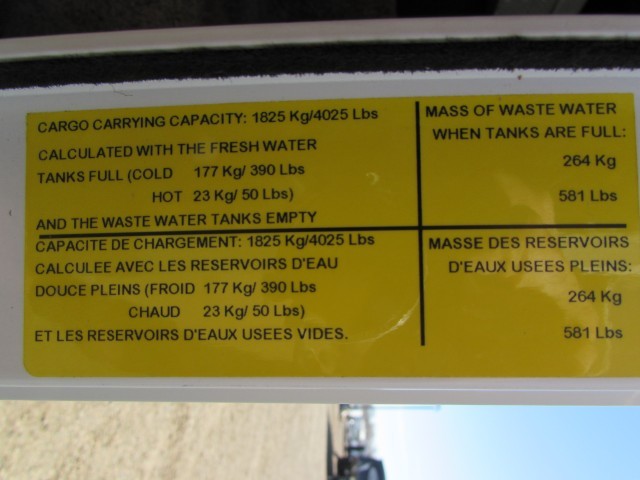 CARGO CARRYING CAPACITY: 1825 Kg/4025 Lbs
CALCULATED WITH THE FRESH WATER
TANKS FULL (COLD 177 Kg/ 390 Lbs
HOT 23 Kg/ 50 Lbs)
AND THE WASTE WATER TANKS EMPTY
MASS OF WASTE WATER
WHEN TANKS ARE FULL:
264 Kg
581 Lbs
CAPACITE DE CHARGEMENT: 1825 Kg/4025 Lbs
CALCULEE AVEC LES RESERVOIRS D'EAU
DOUCE PLEINS (FROID 177 Kg/ 390 Lbs
CHAUD 23 Kg/ 50 Lbs)
ET LES RESERVOIRS D'EAUX USEES VIDES.
MASSE DES RESERVOIRS
D'EAUX USEES PLEINS:
264 Kg
581 Lbs